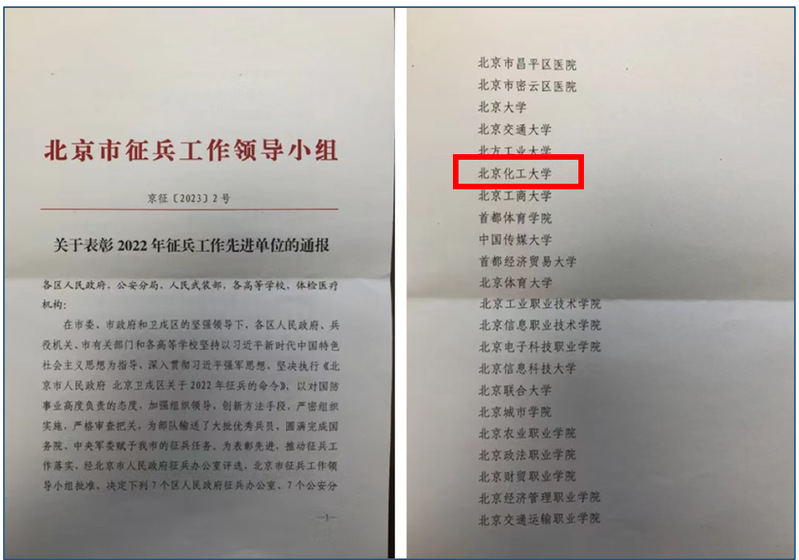 北京市征兵工作领导小组
京征〔2023〕2号
关于表彰2022年征兵工作先进单位的通报
各区人民政府，公安分局，人民武装部，各高等学校，体检医疗
机构：
在市委、市政府和卫戍区的坚强领导下，各区人民政府、兵
役机关、市有关部门和各高等学校坚持以习近平新时代中国特色
社会主义思想为指导，深入贯彻习近平强军思想，坚决执行《北
京市人民政府 北京卫戍区关于2022年征兵的命令》，以对国防
事业高度负责的态度，加强组织领导，创新方法手段，严密组织
实施，严格审查把关，为部队输送了大批优秀兵员，圆满完成国
务院、中央军委赋予我市的征兵任务。为表彰先进，推动征兵工
作落实，经北京市人民政府征兵办公室评选，北京市征兵工作领
导小组批准，决定下列7个区人民政府征兵办公室、7个公安分
—1—
北京市昌平区医院
北京市密云区医院
北京大学
北京交通大学
北方工业大学
北京化工大学
北京工商大学
首都体育学院
中国传媒大学
首都经济贸易大学
北京体育大学
北京工业职业技术学院
北京信息职业技术学院
北京电子科技职业学院
北京信息科技大学
北京联合大学
北京城市学院
北京农业职业学院
北京政法职业学院
北京财贸职业学院
北京经济管理职业学院
北京交通运输职业学院